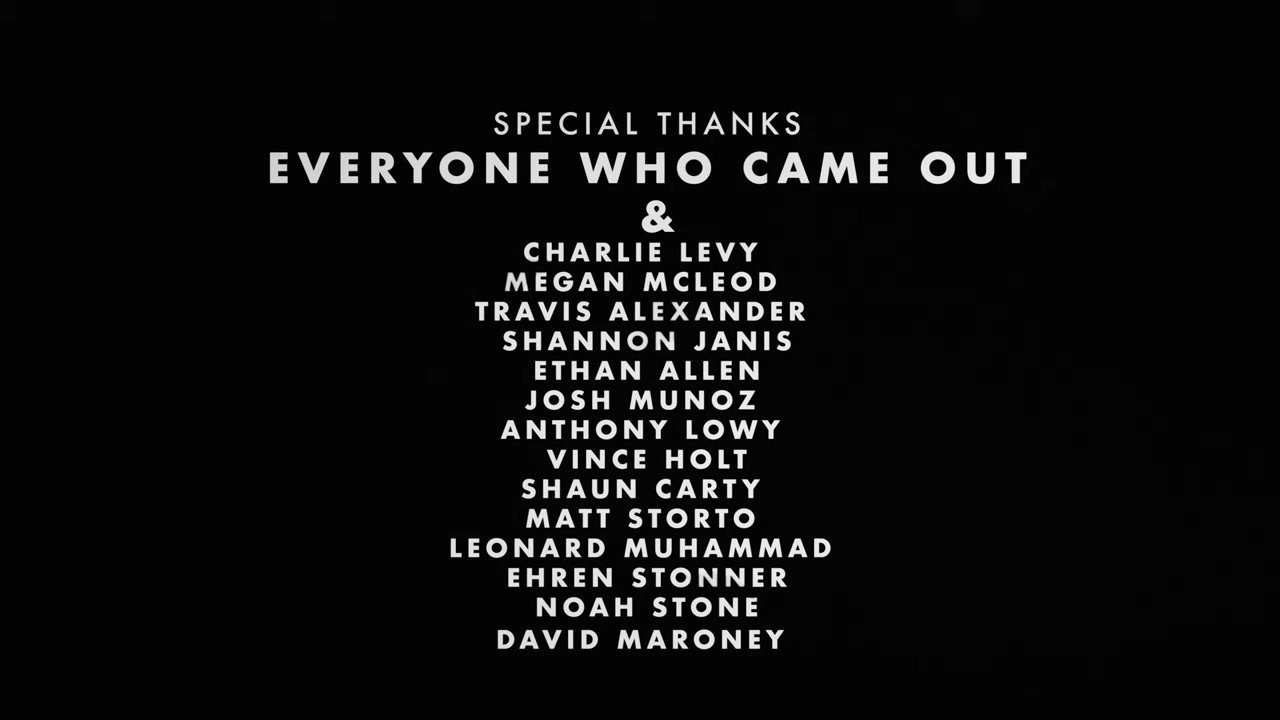 SPECIAL THANKS
EVERYONE WHO CAME OUT
&
CHARLIE LEVY
MEGAN MCLEOD
TRAVIS ALEXANDER
SHANNON JANIS
ETHAN ALLEN
JOSH MUNOZ
ANTHONY LOWY
VINCE HOLT
SHAUN CARTY
MATT STORTO
LEONARD MUHAMMAD
EHREN STONNER
NOAH STONE
DAVID MARONEY